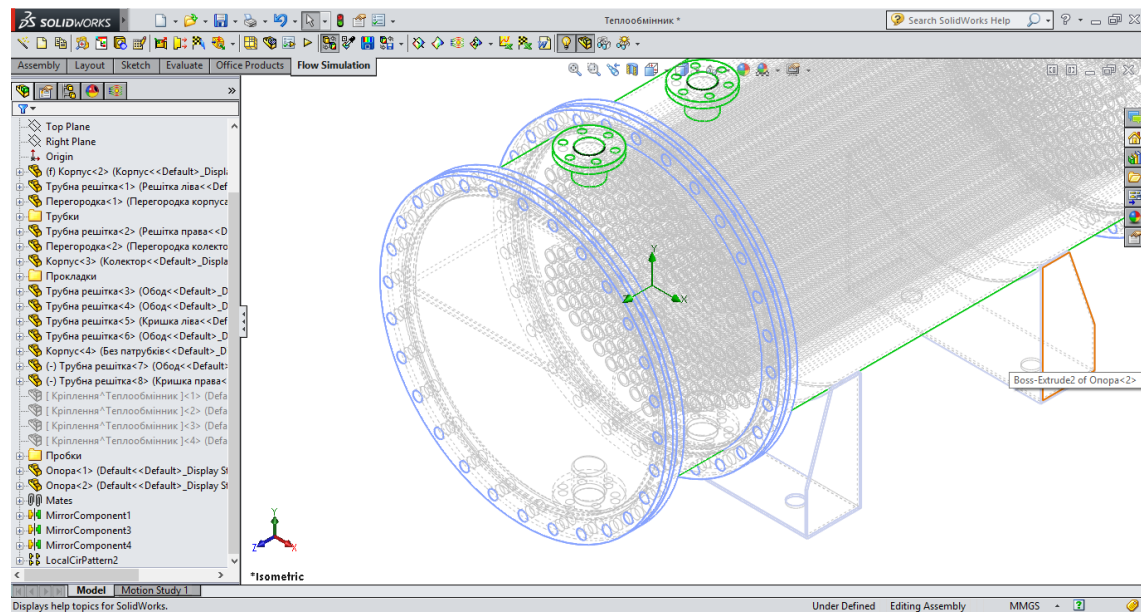 SOLIDWORKS
Теплообмінник *
Search SolidWorks Help
Assembly
Layout
Sketch
Evaluate
Office Products
Flow Simulation
Top Plane
Right Plane
Origin
(f) Корпус<2> (Корпус<<Default>_Displ
Трубна решітка<1> (Решітка ліва<<Def
Перегородка<1> (Перегородка корпуса
Трубки
Трубна решітка<2> (Решітка права<<D
Перегородка<2> (Перегородка колекто
Корпус<3> (Колектор<<Default>_Displa
Прокладки
Трубна решітка<3> (Обод<<Default>_D
Трубна решітка<4> (Обод<<Default>_D
Трубна решітка<5> (Кришка ліва<<Def
Трубна решітка<6> (Обод<<Default>_D
Корпус<4> (Без патрубків<<Default>_D
(-) Трубна решітка<7> (Обод<<Default>
(-) Трубна решітка<8> (Кришка права<
[ Кріплення^Теплообмінник ]<1> (Defa
[ Кріплення^Теплообмінник ]<2> (Defa
[ Кріплення^Теплообмінник ]<3> (Defa
[ Кріплення^Теплообмінник ]<4> (Defa
Пробки
Опора<1> (Default<<Default>_Display St
Опора<2> (Default<<Default>_Display St
Mates
MirrorComponent1
MirrorComponent3
MirrorComponent4
LocalCirPattern2
Y
Z
X
Boss-Extrude2 of Опора<2>
Y
Z
X
*Isometric
Model
Motion Study 1
Displays help topics for SolidWorks.
Under Defined
Editing Assembly
MMGS